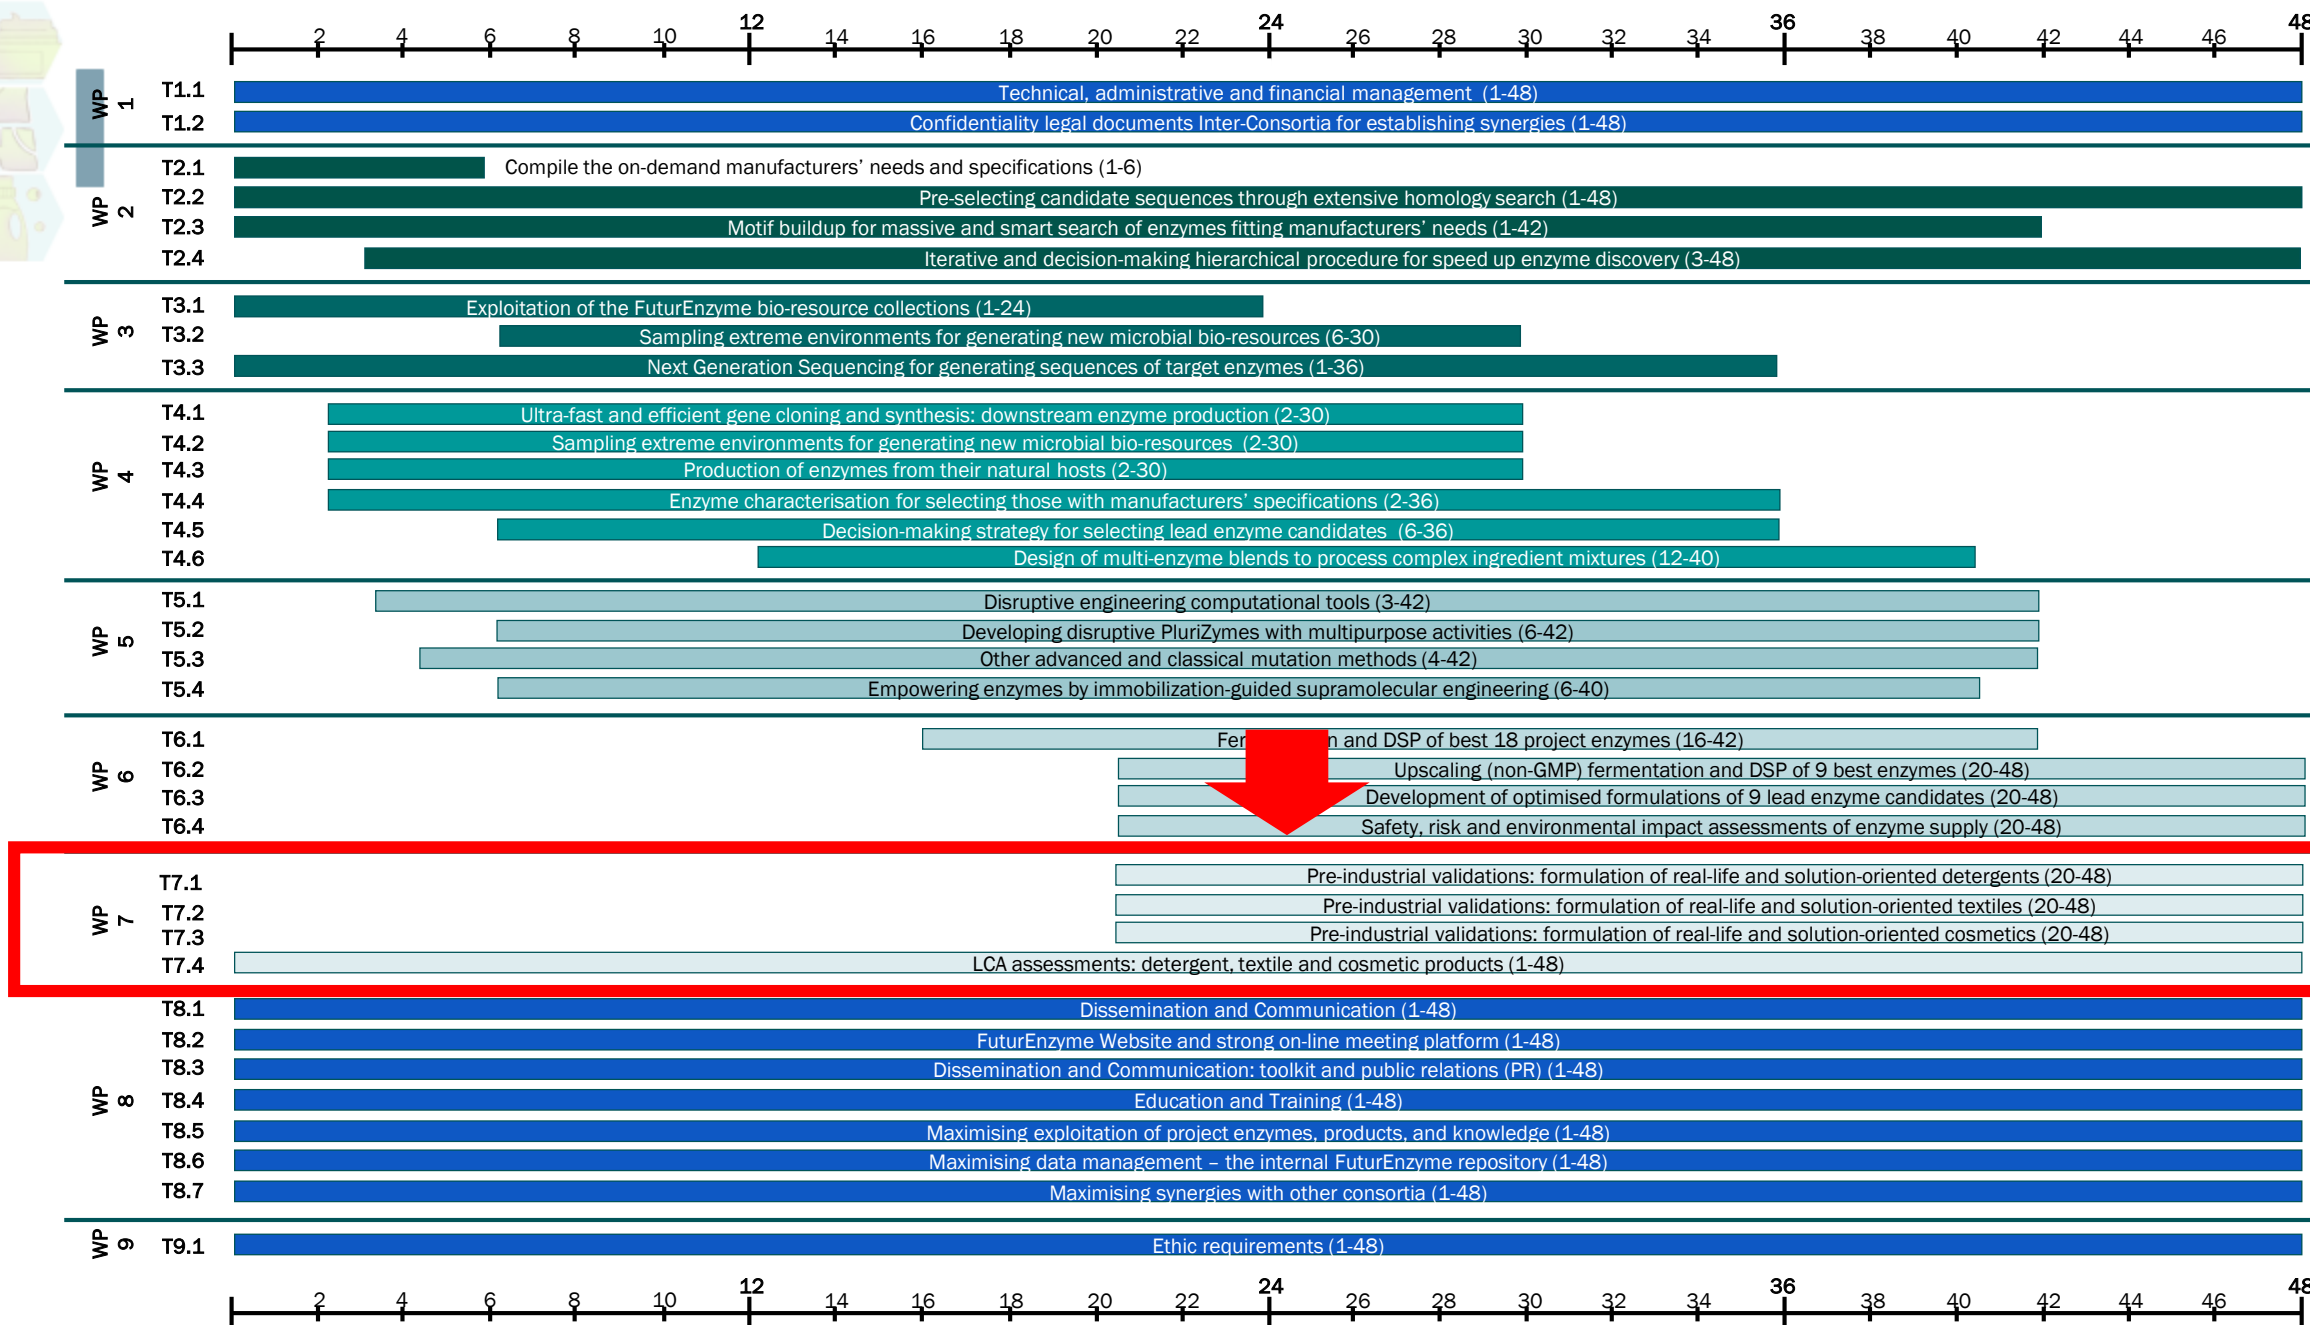 12 24 36 48
2 4 6 8 10 14 16 18 20 22 26 28 30 32 34 38 40 42 44 46
WP 1
T1.1 Technical, administrative and financial management (1-48)
T1.2 Confidentiality legal documents Inter-Consortia for establishing synergies (1-48)
WP 2
T2.1 Compile the on-demand manufacturers' needs and specifications (1-6)
T2.2 Pre-selecting candidate sequences through extensive homology search (1-48)
T2.3 Motif buildup for massive and smart search of enzymes fitting manufacturers' needs (1-42)
T2.4 Iterative and decision-making hierarchical procedure for speed up enzyme discovery (3-48)
WP 3
T3.1 Exploitation of the FuturEnzyme bio-resource collections (1-24)
T3.2 Sampling extreme environments for generating new microbial bio-resources (6-30)
T3.3 Next Generation Sequencing for generating sequences of target enzymes (1-36)
WP 4
T4.1 Ultra-fast and efficient gene cloning and synthesis: downstream enzyme production (2-30)
T4.2 Sampling extreme environments for generating new microbial bio-resources (2-30)
T4.3 Production of enzymes from their natural hosts (2-30)
T4.4 Enzyme characterisation for selecting those with manufacturers' specifications (2-36)
T4.5 Decision-making strategy for selecting lead enzyme candidates (6-36)
T4.6 Design of multi-enzyme blends to process complex ingredient mixtures (12-40)
WP 5
T5.1 Disruptive engineering computational tools (3-42)
T5.2 Developing disruptive PluriZymes with multipurpose activities (6-42)
T5.3 Other advanced and classical mutation methods (4-42)
T5.4 Empowering enzymes by immobilization-guided supramolecular engineering (6-40)
WP 6
T6.1 and DSP of best 18 project enzymes (16-42)
T6.2 Upscaling (non-GMP) fermentation and DSP of 9 best enzymes (20-48)
T6.3 Development of optimised formulations of 9 lead enzyme candidates (20-48)
T6.4 Safety, risk and environmental impact assessments of enzyme supply (20-48)
WP 7
T7.1 Pre-industrial validations: formulation of real-life and solution-oriented detergents (20-48)
T7.2 Pre-industrial validations: formulation of real-life and solution-oriented textiles (20-48)
T7.3 Pre-industrial validations: formulation of real-life and solution-oriented cosmetics (20-48)
T7.4 LCA assessments: detergent, textile and cosmetic products (1-48)
WP 8
T8.1 Dissemination and Communication (1-48)
T8.2 FuturEnzyme Website and strong on-line meeting platform (1-48)
T8.3 Dissemination and Communication: toolkit and public relations (PR) (1-48)
T8.4 Education and Training (1-48)
T8.5 Maximising exploitation of project enzymes, products, and knowledge (1-48)
T8.6 Maximising data management – the internal FuturEnzyme repository (1-48)
T8.7 Maximising synergies with other consortia (1-48)
WP 9
T9.1 Ethic requirements (1-48)
12 24 36 48
2 4 6 8 10 14 16 18 20 22 26 28 30 32 34 38 40 42 44 46